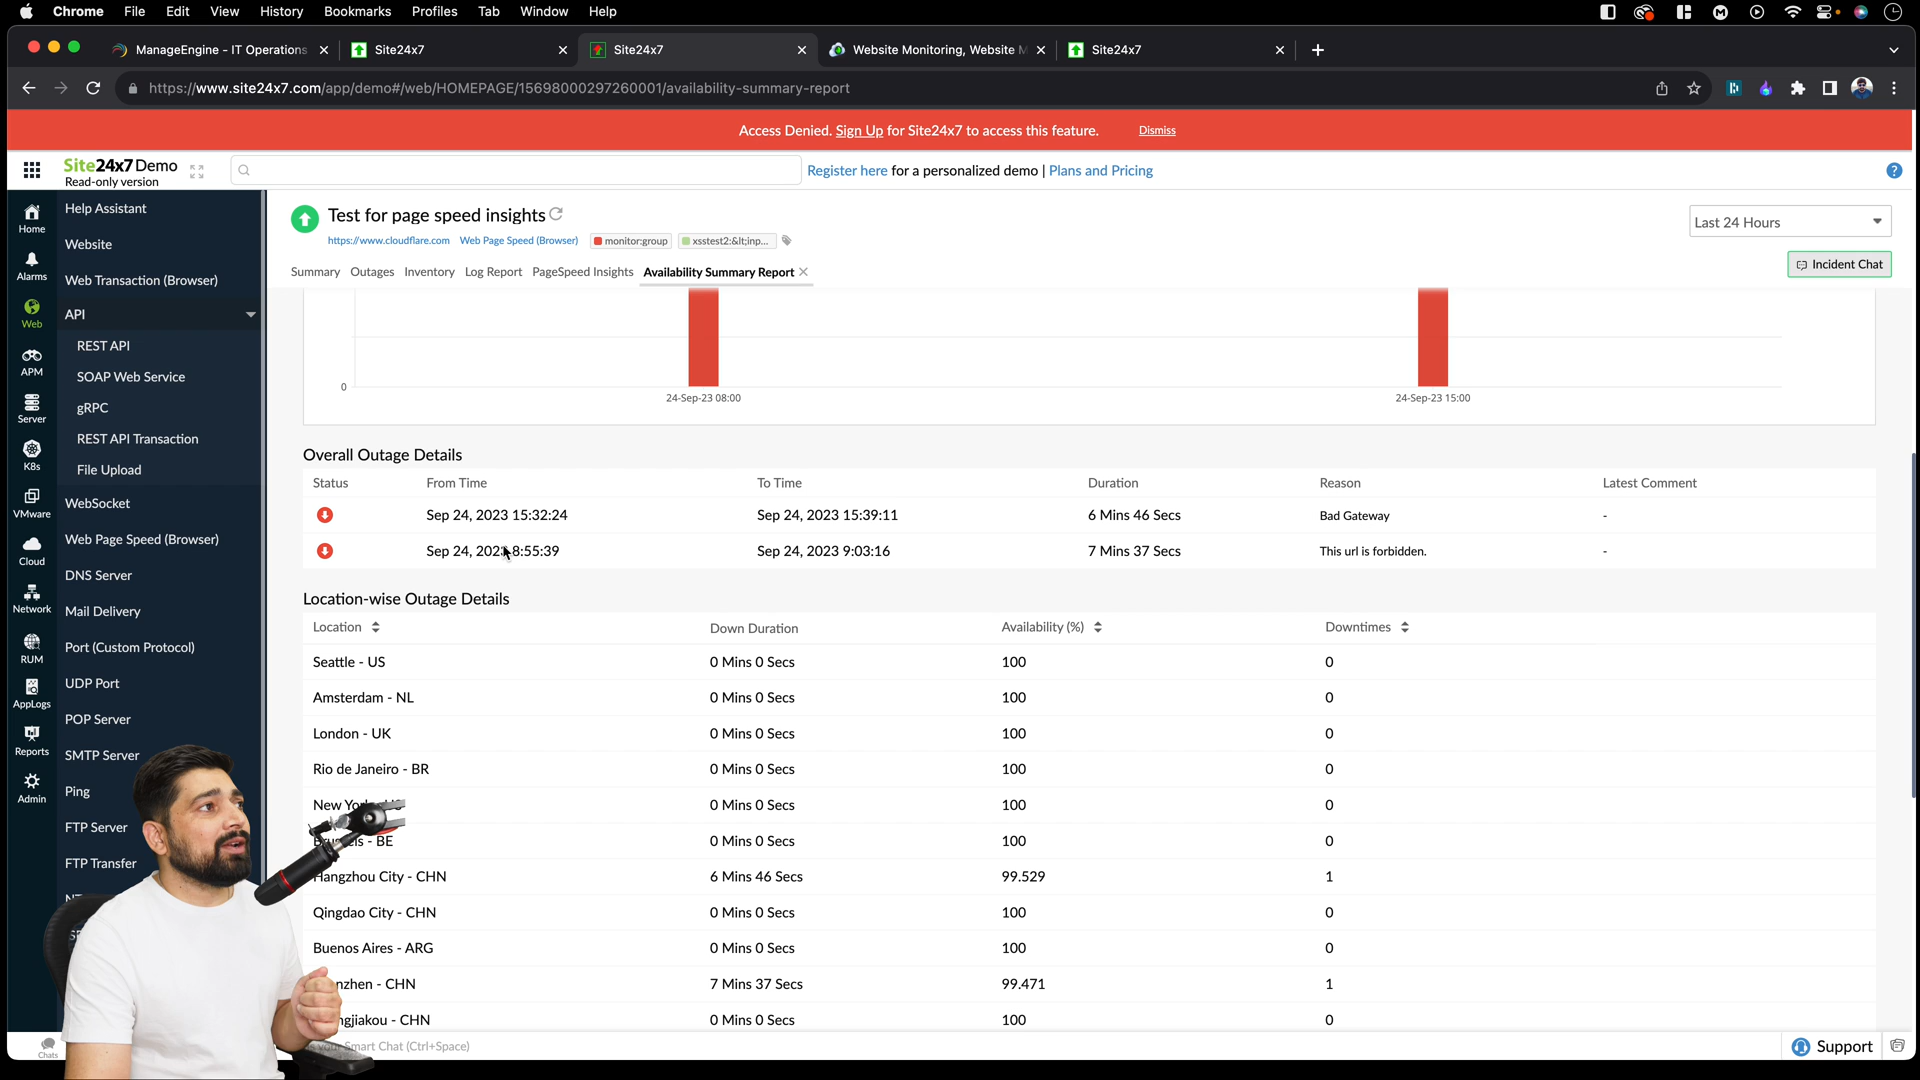 Chrome File Edit View History Bookmarks Profiles Tab Window Help
ManageEngine - IT Operations
Site24x7
Site24x7
Website Monitoring, Website M
Site24x7
https://www.site24x7.com/app/demo#/web/HOMEPAGE/15698000297260001/availability-summary-report
Access Denied. Sign Up for Site24x7 to access this feature. Dismiss
Site24x7 Demo
Read-only version
Register here for a personalized demo | Plans and Pricing
Home
Alarms
Web
APM
Server
K8s
VMware
Cloud
Network
RUM
AppLogs
Reports
Admin
Chats
Help Assistant
Website
Web Transaction (Browser)
API
REST API
SOAP Web Service
gRPC
REST API Transaction
File Upload
WebSocket
Web Page Speed (Browser)
DNS Server
Mail Delivery
Port (Custom Protocol)
UDP Port
POP Server
SMTP Server
Ping
FTP Server
FTP Transfer
Test for page speed insights
https://www.cloudflare.com Web Page Speed (Browser) monitor:group xsstest2:&lt;inp...
Last 24 Hours
Incident Chat
Summary Outages Inventory Log Report PageSpeed Insights Availability Summary Report
0
24-Sep-23 08:00 24-Sep-23 15:00
Overall Outage Details
Status From Time To Time Duration Reason Latest Comment
Sep 24, 2023 15:32:24 Sep 24, 2023 15:39:11 6 Mins 46 Secs Bad Gateway -
Sep 24, 2023 8:55:39 Sep 24, 2023 9:03:16 7 Mins 37 Secs This url is forbidden. -
Location-wise Outage Details
Location Down Duration Availability (%) Downtimes
Seattle - US 0 Mins 0 Secs 100 0
Amsterdam - NL 0 Mins 0 Secs 100 0
London - UK 0 Mins 0 Secs 100 0
Rio de Janeiro - BR 0 Mins 0 Secs 100 0
New 0 Mins 0 Secs 100 0
- BE 0 Mins 0 Secs 100 0
Hangzhou City - CHN 6 Mins 46 Secs 99.529 1
Qingdao City - CHN 0 Mins 0 Secs 100 0
Buenos Aires - ARG 0 Mins 0 Secs 100 0
- CHN 7 Mins 37 Secs 99.471 1
- CHN 0 Mins 0 Secs 100 0
Smart Chat (Ctrl+Space)
Support